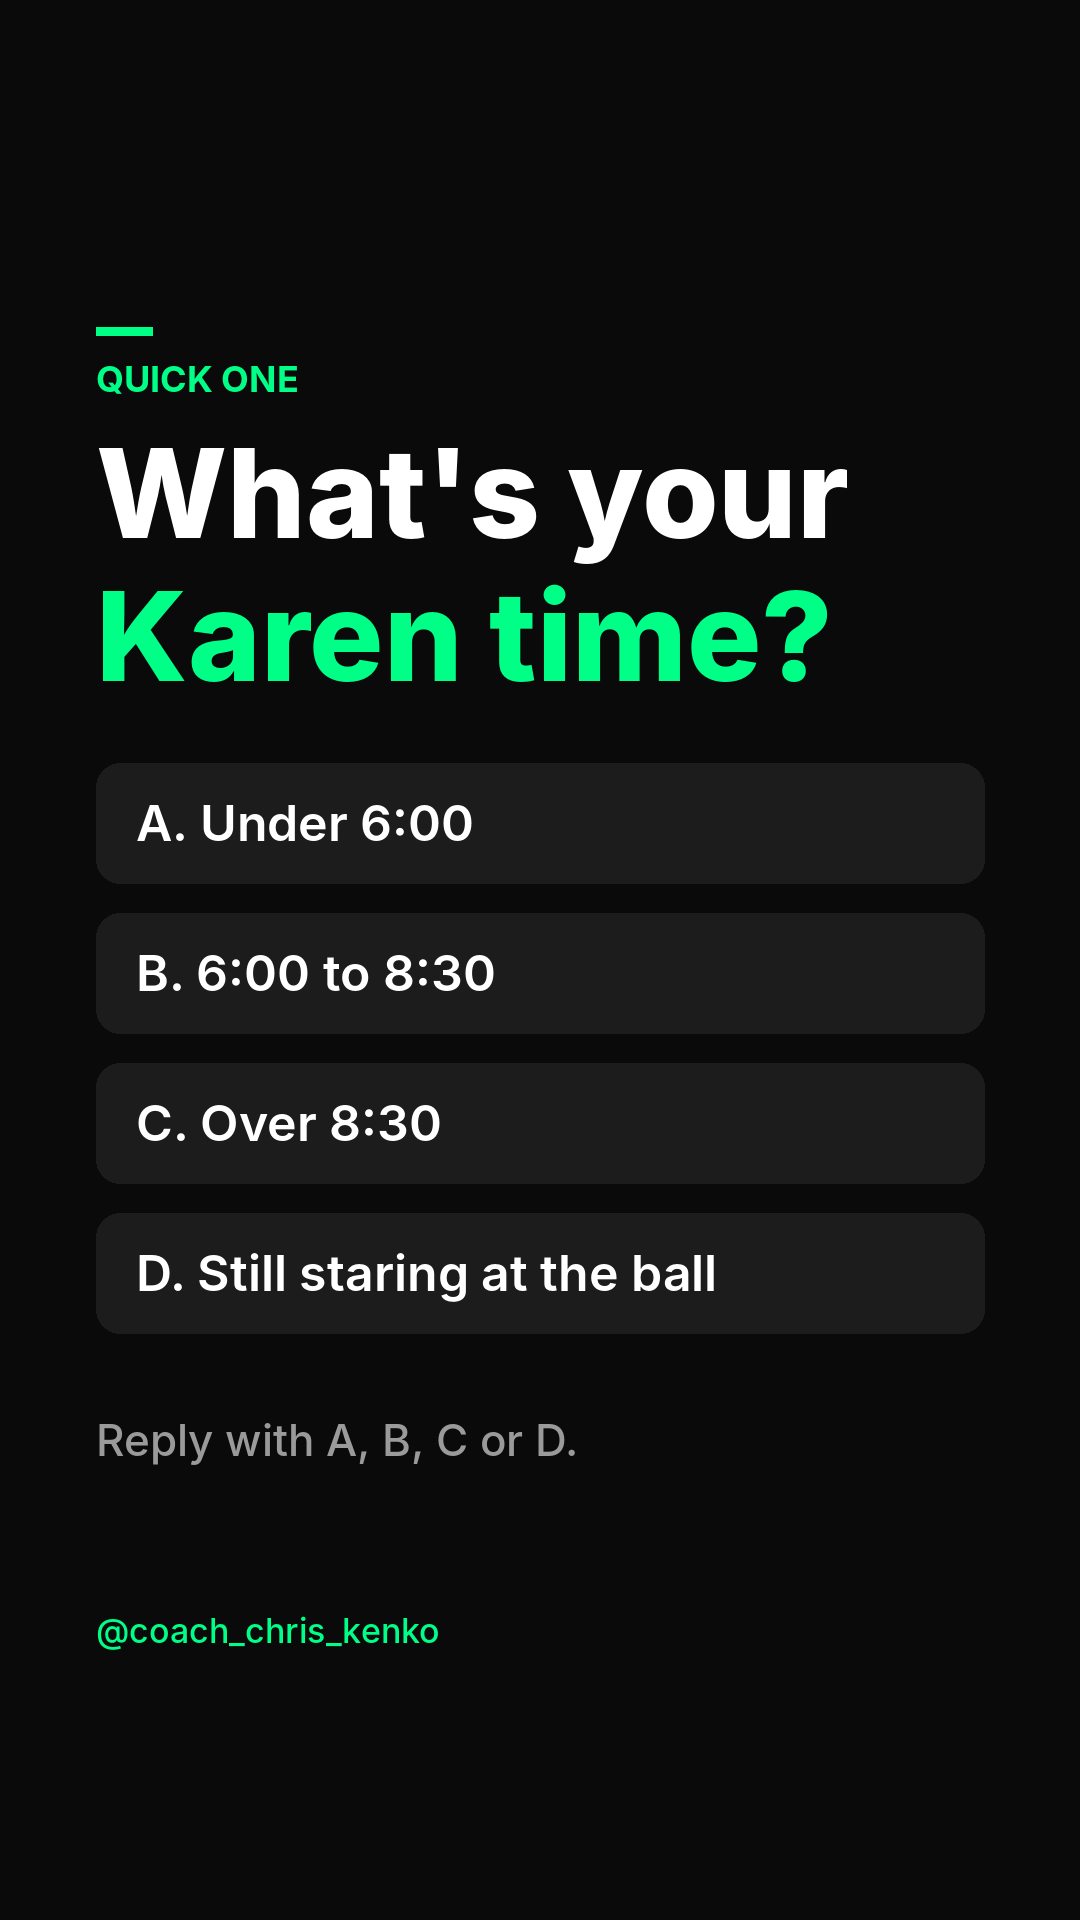 QUICK ONE
What's your
Karen time?
A. Under 6:00
B. 6:00 to 8:30
C. Over 8:30
D. Still staring at the ball
Reply with A, B, C or D.
@coach_chris_kenko